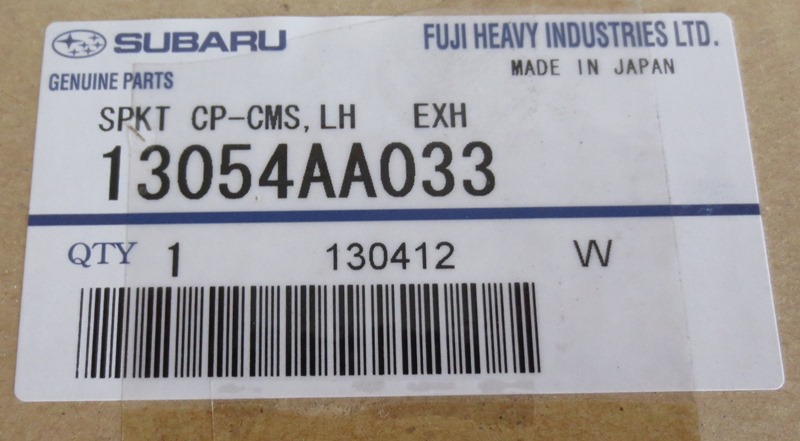 SUBARU
FUJI HEAVY INDUSTRIES LTD.
GENUINE PARTS
MADE IN JAPAN
SPKT CP-CMS,LH EXH
13054AA033
QTY 1 130412 W